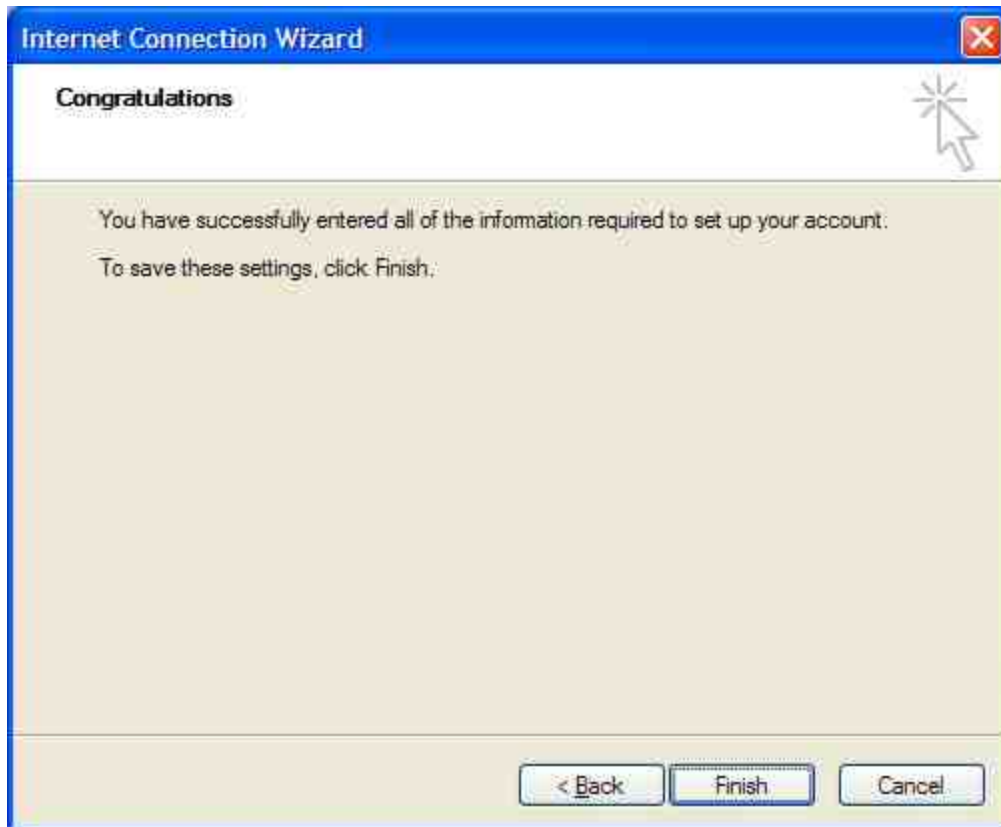 Internet Connection Wizard
Congratulations
You have successfully entered all of the information required to set up your account.
To save these settings, click Finish.
< Back Finish Cancel